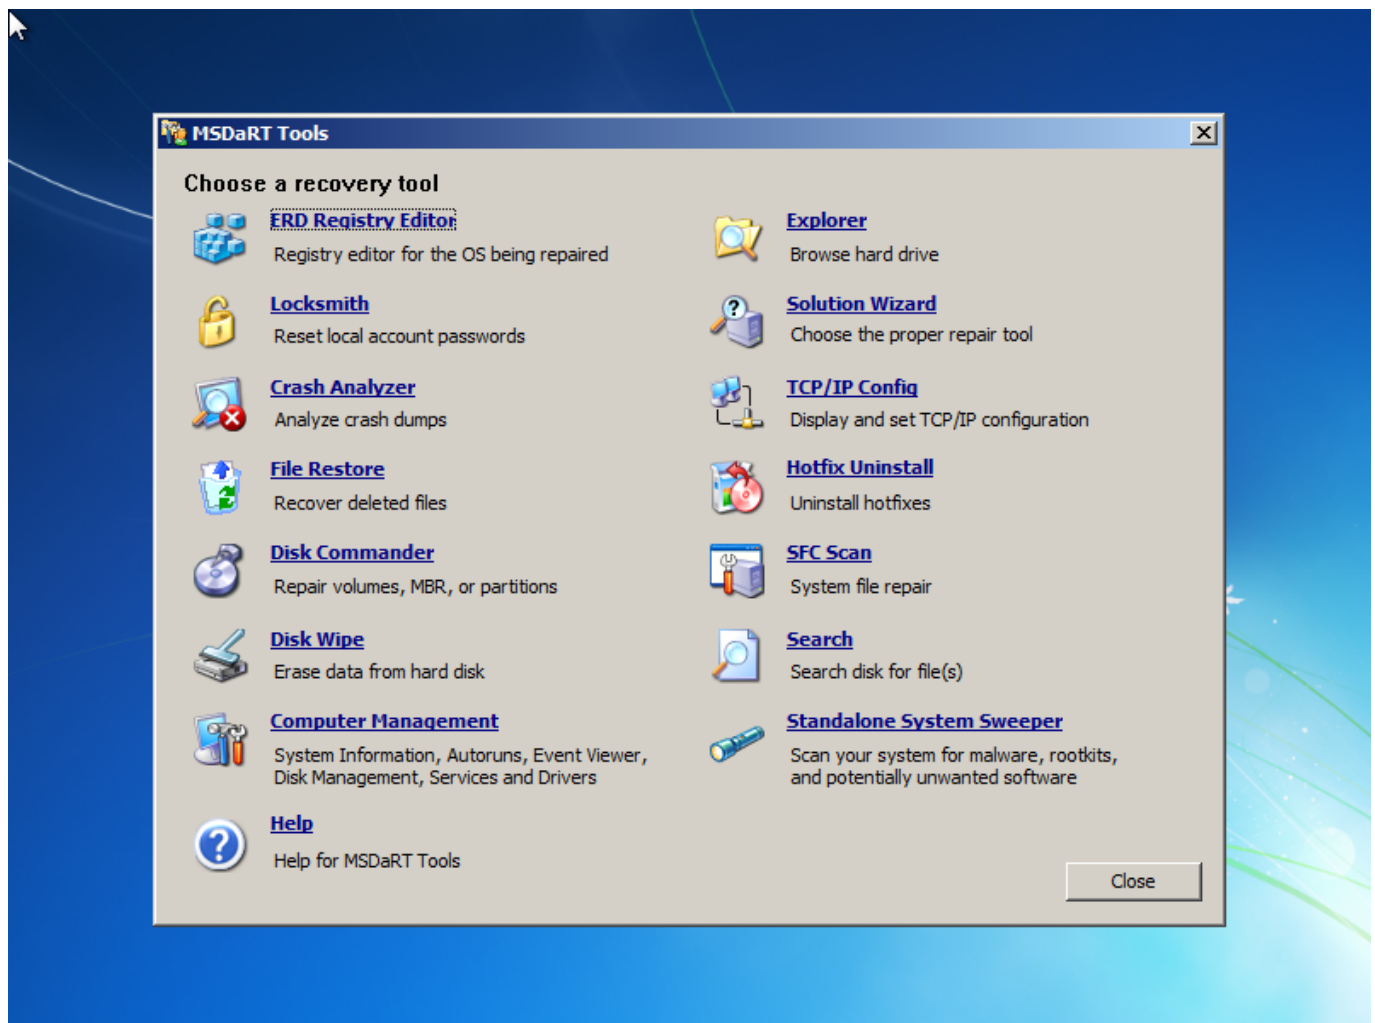 MSDaRT Tools
Choose a recovery tool
ERD Registry Editor
Registry editor for the OS being repaired
Locksmith
Reset local account passwords
Crash Analyzer
Analyze crash dumps
File Restore
Recover deleted files
Disk Commander
Repair volumes, MBR, or partitions
Disk Wipe
Erase data from hard disk
Computer Management
System Information, Autoruns, Event Viewer,
Disk Management, Services and Drivers
Help
Help for MSDaRT Tools
Explorer
Browse hard drive
Solution Wizard
Choose the proper repair tool
TCP/IP Config
Display and set TCP/IP configuration
Hotfix Uninstall
Uninstall hotfixes
SFC Scan
System file repair
Search
Search disk for file(s)
Standalone System Sweeper
Scan your system for malware, rootkits,
and potentially unwanted software
Close